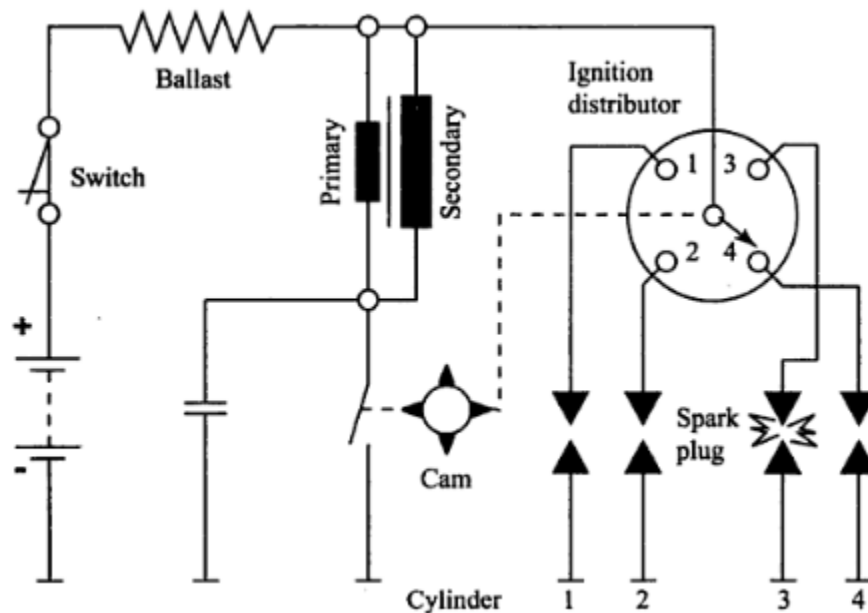 Ballast
Ignition
distributor
Switch
Primary
Secondary
1
3
2
4
+
-
Spark
plug
Cam
Cylinder
1
2
3
4